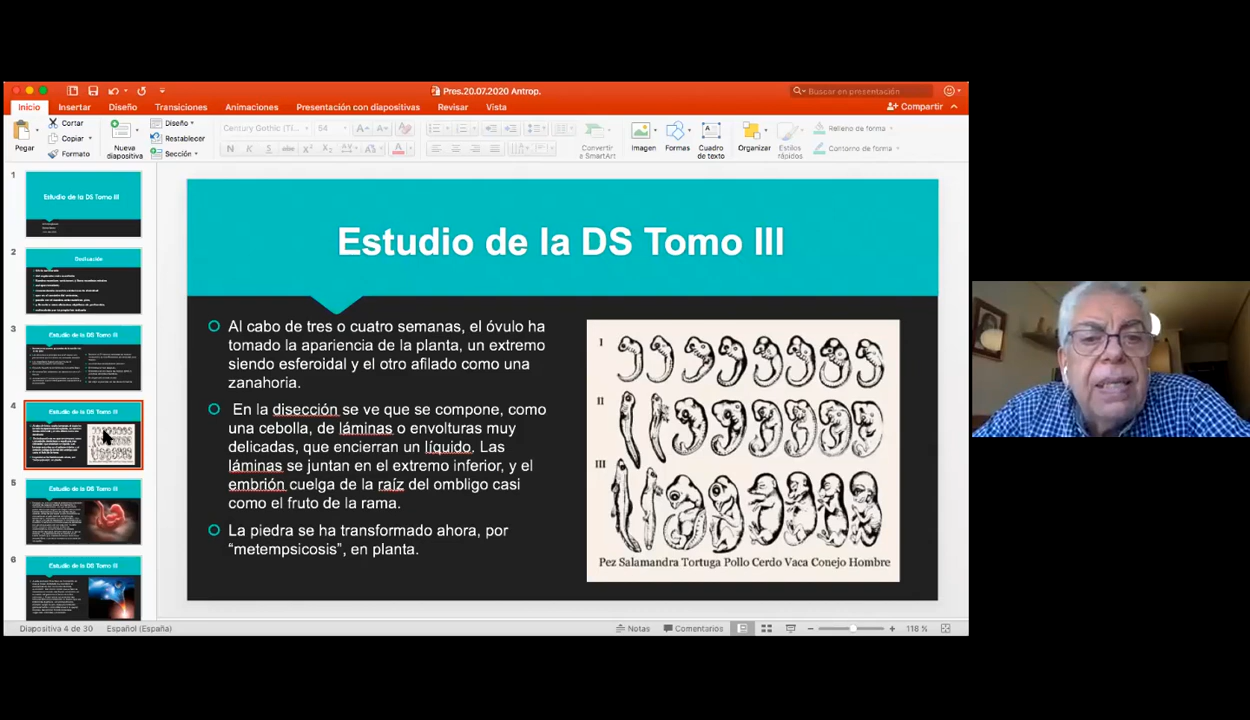 Pres.20.07.2020 Antrop.
Buscar en presentación
Inicio
Insertar
Diseño
Transiciones
Animaciones
Presentación con diapositivas
Revisar
Vista
Compartir
Pegar
Cortar
Copiar
Formato
Nueva
diapositiva
Diseño
Restablecer
Sección
Century Gothic (Tí...
54
N K S abc X² X₂
Convertir
a SmartArt
Imagen
Formas
Cuadro
de texto
Organizar
Estilos
rápidos
Relleno de forma
Contorno de forma
1
Estudio de la DS Tomo III
2
3
Estudio de la DS Tomo III
4
Estudio de la DS Tomo III
5
Estudio de la DS Tomo III
6
Estudio de la DS Tomo III
Estudio de la DS Tomo III
Al cabo de tres o cuatro semanas, el óvulo ha
tomado la apariencia de la planta, un extremo
siendo esferoidal y el otro afilado como una
zanahoria.
En la disección se ve que se compone, como
una cebolla, de láminas o envolturas muy
delicadas, que encierran un líquido. Las
láminas se juntan en el extremo inferior, y el
embrión cuelga de la raíz del ombligo casi
como el fruto de la rama.
La piedra se ha transformado ahora, por
“metempsicosis”, en planta.
I
II
III
Pez Salamandra Tortuga Pollo Cerdo Vaca Conejo Hombre
Diapositiva 4 de 30
Español (España)
Notas
Comentarios
118 %